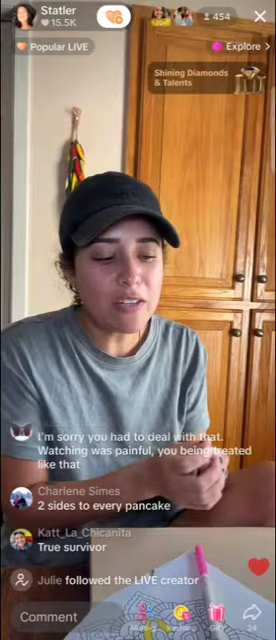 Statler
15.5K
454
Popular LIVE
Explore >
Shining Diamonds
& Talents
I'm sorry you had to deal with that.
Watching was painful, you being treated
like that
Charlene Simes
2 sides to every pancake
Katt_La_Chicanita
True survivor
Julie followed the LIVE creator
Comment
Gift
24